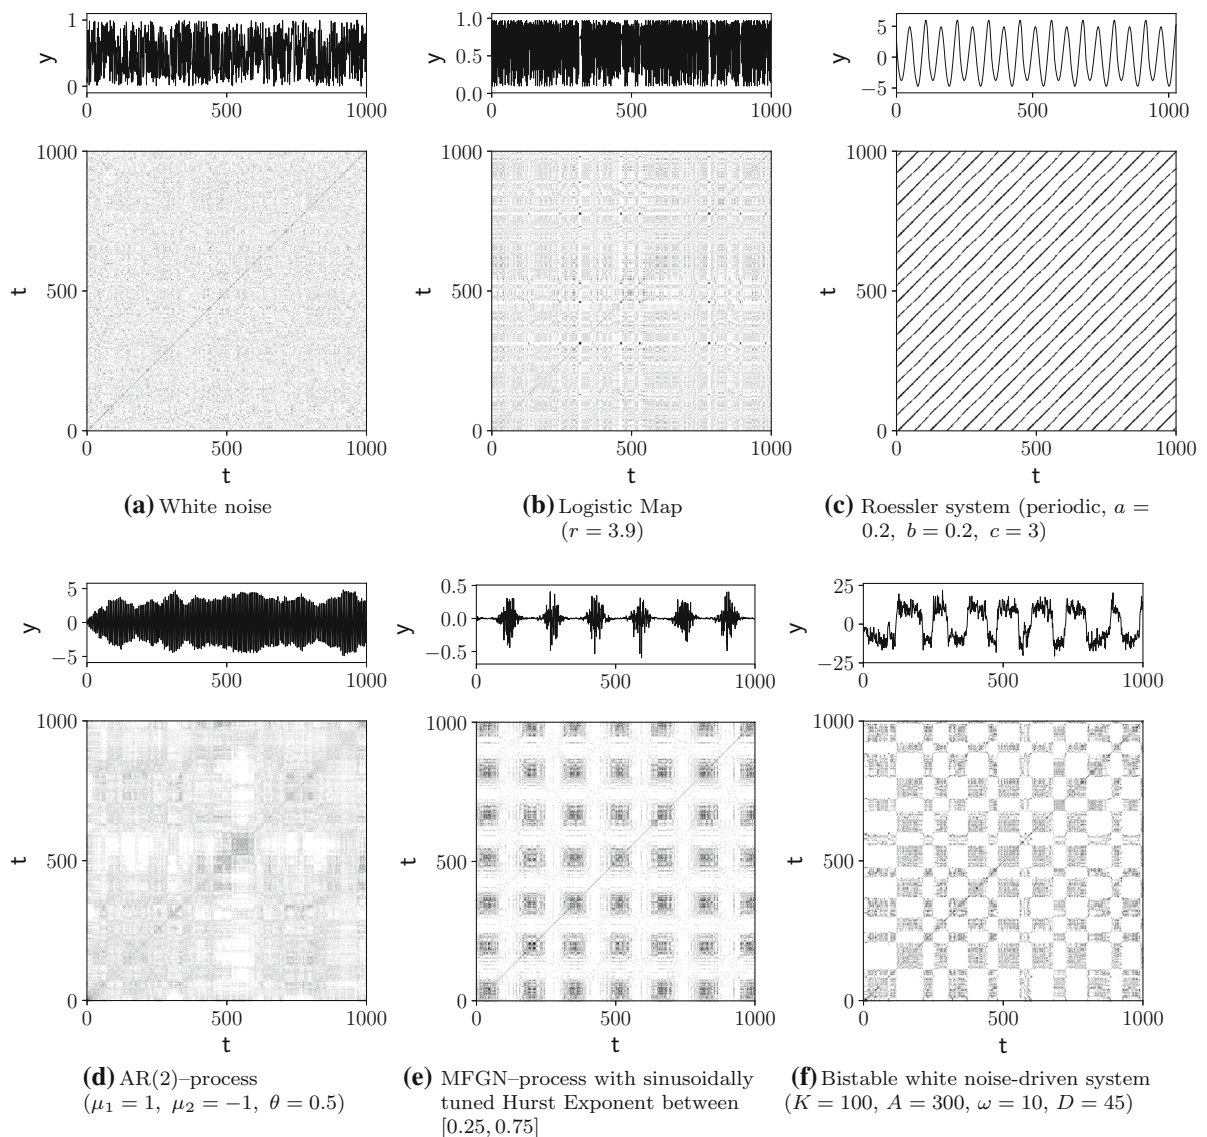 1
0
y
0
500
1000
1.0
0.5
0.0
y
0
500
1000
5
0
−5
y
0
500
1000
1000
500
0
t
0
500
1000
t
1000
500
0
t
0
500
1000
t
1000
500
0
t
0
500
1000
t
(a) White noise
(b) Logistic Map
(r = 3.9)
(c) Roessler system (periodic, a =
0.2, b = 0.2, c = 3)
5
0
−5
y
0
500
1000
0.5
0.0
−0.5
y
0
500
1000
25
0
−25
y
0
500
1000
1000
500
0
t
0
500
1000
t
1000
500
0
t
0
500
1000
t
1000
500
0
t
0
500
1000
t
(d) AR(2)–process
(μ1 = 1, μ2 = −1, θ = 0.5)
(e) MFGN–process with sinusoidally
tuned Hurst Exponent between
[0.25, 0.75]
(f) Bistable white noise-driven system
(K = 100, A = 300, ω = 10, D = 45)